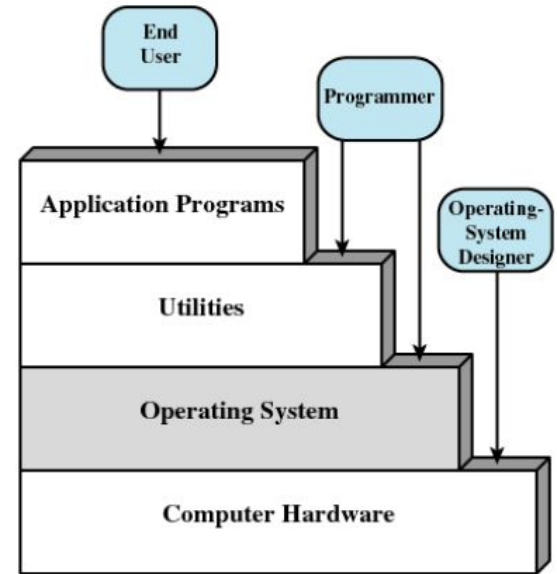 End
User
Programmer
Application Programs
Operating-
System
Designer
Utilities
Operating System
Computer Hardware